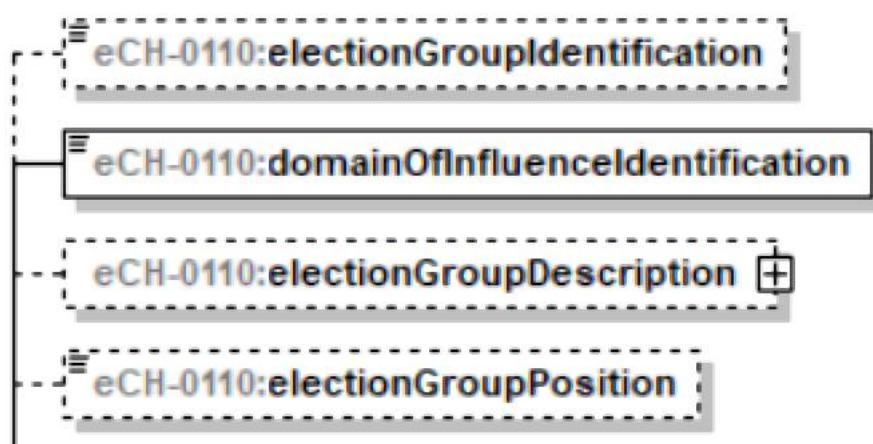 eCH-0110:electionGroupIdentification
eCH-0110:domainOfInfluenceIdentification
eCH-0110:electionGroupDescription
eCH-0110:electionGroupPosition